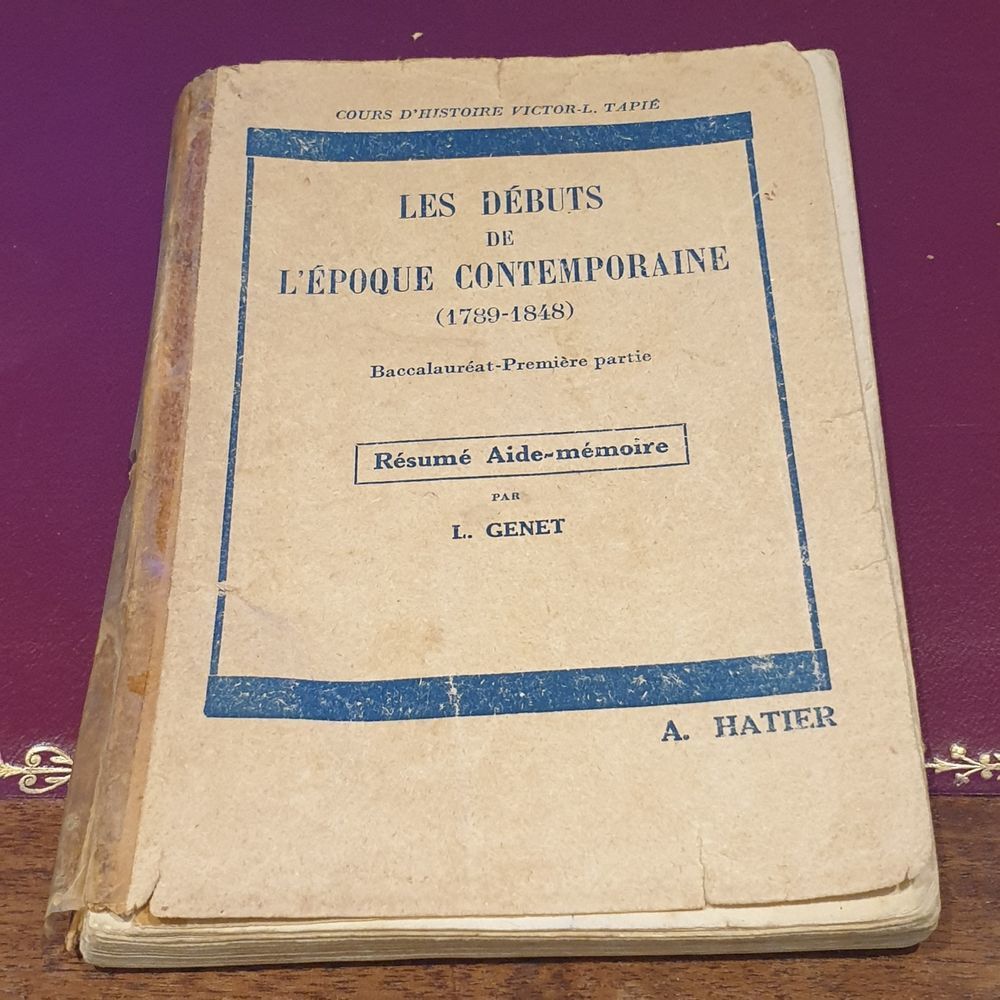 COURS D'HISTOIRE VICTOR-L. TAPIÉ
LES DÉBUTS
DE
L'ÉPOQUE CONTEMPORAINE
(1789-1848)
Baccalauréat-Première partie
Résumé Aide-mémoire
PAR
L. GENET
A. HATIER